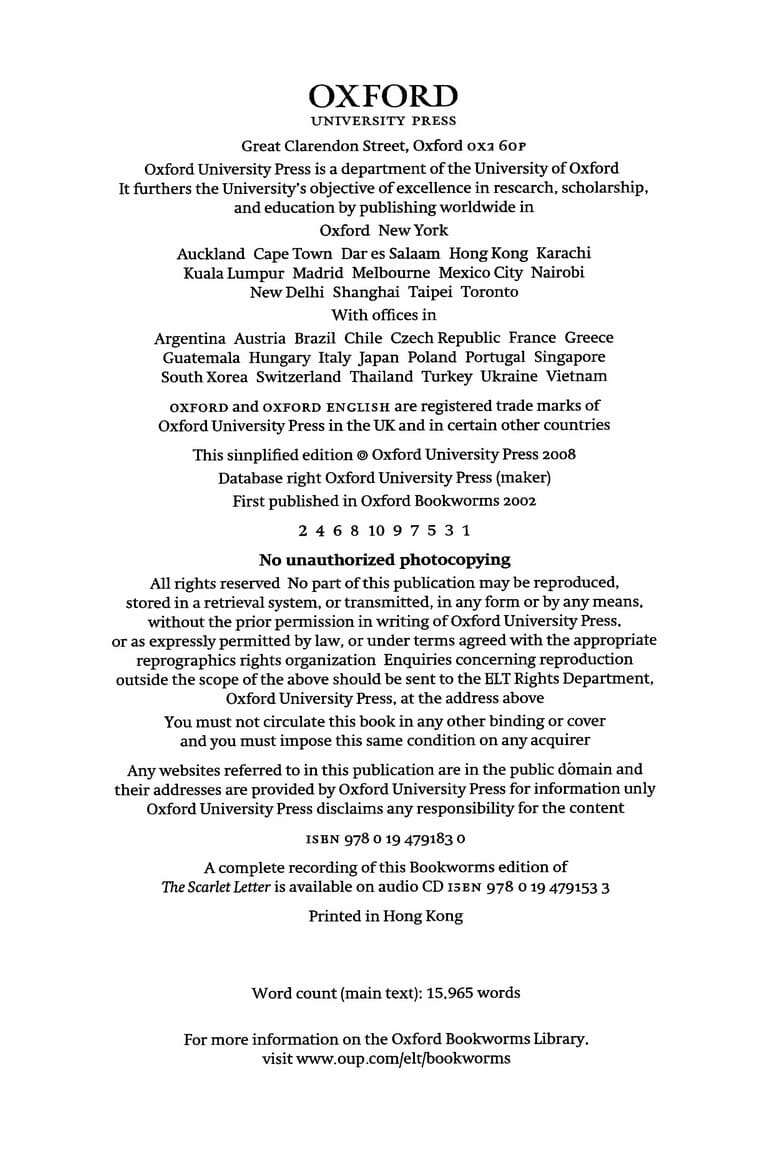 OXFORD
UNIVERSITY PRESS
Great Clarendon Street, Oxford OX2 6DP
Oxford University Press is a department of the University of Oxford
It furthers the University's objective of excellence in research, scholarship,
and education by publishing worldwide in
Oxford New York
Auckland Cape Town Dar es Salaam Hong Kong Karachi
Kuala Lumpur Madrid Melbourne Mexico City Nairobi
New Delhi Shanghai Taipei Toronto
With offices in
Argentina Austria Brazil Chile Czech Republic France Greece
Guatemala Hungary Italy Japan Poland Portugal Singapore
South Xorea Switzerland Thailand Turkey Ukraine Vietnam
OXFORD and OXFORD ENGLISH are registered trade marks of
Oxford University Press in the UK and in certain other countries
This simplified edition © Oxford University Press 2008
Database right Oxford University Press (maker)
First published in Oxford Bookworms 2002
2 4 6 8 10 9 7 5 3 1
No unauthorized photocopying
All rights reserved No part of this publication may be reproduced,
stored in a retrieval system, or transmitted, in any form or by any means.
without the prior permission in writing of Oxford University Press.
or as expressly permitted by law, or under terms agreed with the appropriate
reprographics rights organization Enquiries concerning reproduction
outside the scope of the above should be sent to the ELT Rights Department,
Oxford University Press, at the address above
You must not circulate this book in any other binding or cover
and you must impose this same condition on any acquirer
Any websites referred to in this publication are in the public domain and
their addresses are provided by Oxford University Press for information unly
Oxford University Press disclaims any responsibility for the content
ISBN 978 0 19 479183 0
A complete recording of this Bookworms edition of
The Scarlet Letter is available on audio CD ISBN 978 0 19 479153 3
Printed in Hong Kong
Word count (main text): 15.965 words
For more information on the Oxford Bookworms Library.
visit www.oup.com/elt/bookworms